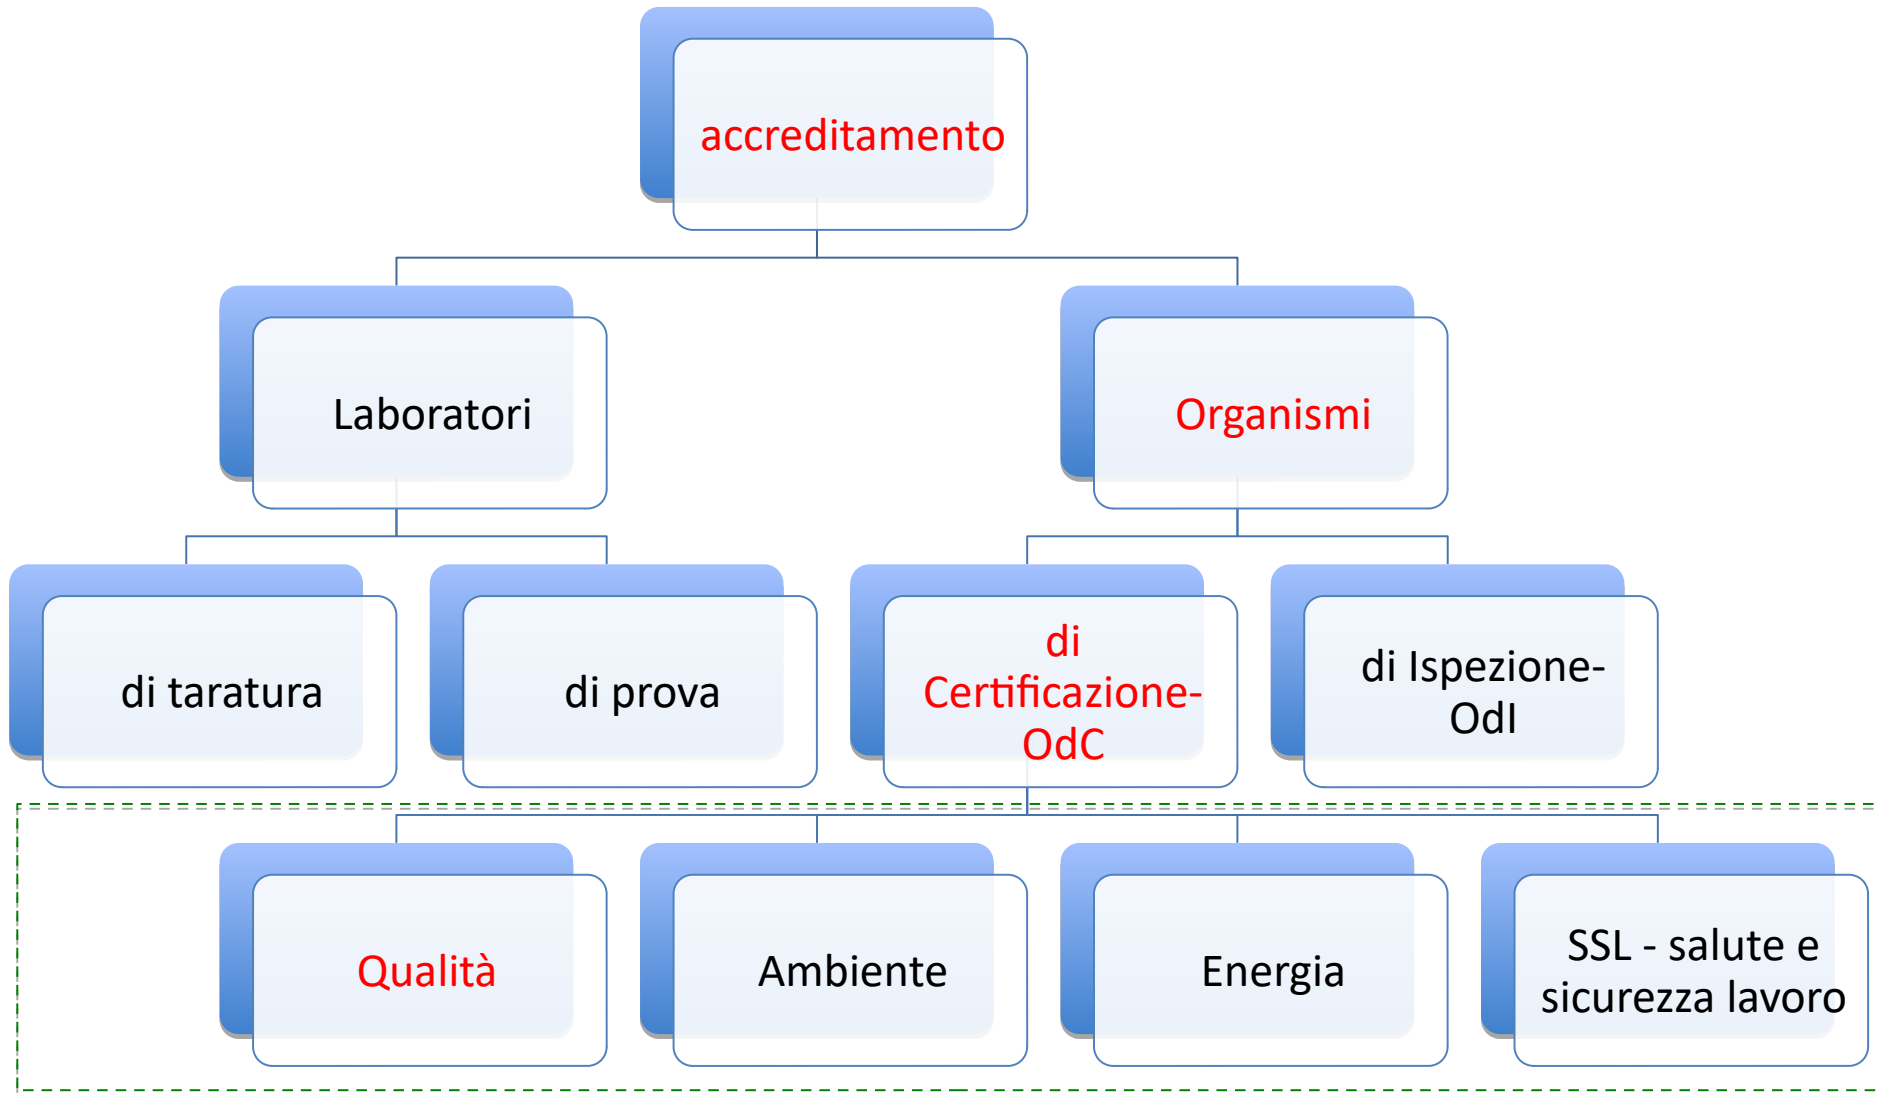 accreditamento
Laboratori
Organismi
di taratura
di prova
di
Certificazione-
OdC
di Ispezione-
OdI
Qualità
Ambiente
Energia
SSL - salute e
sicurezza lavoro